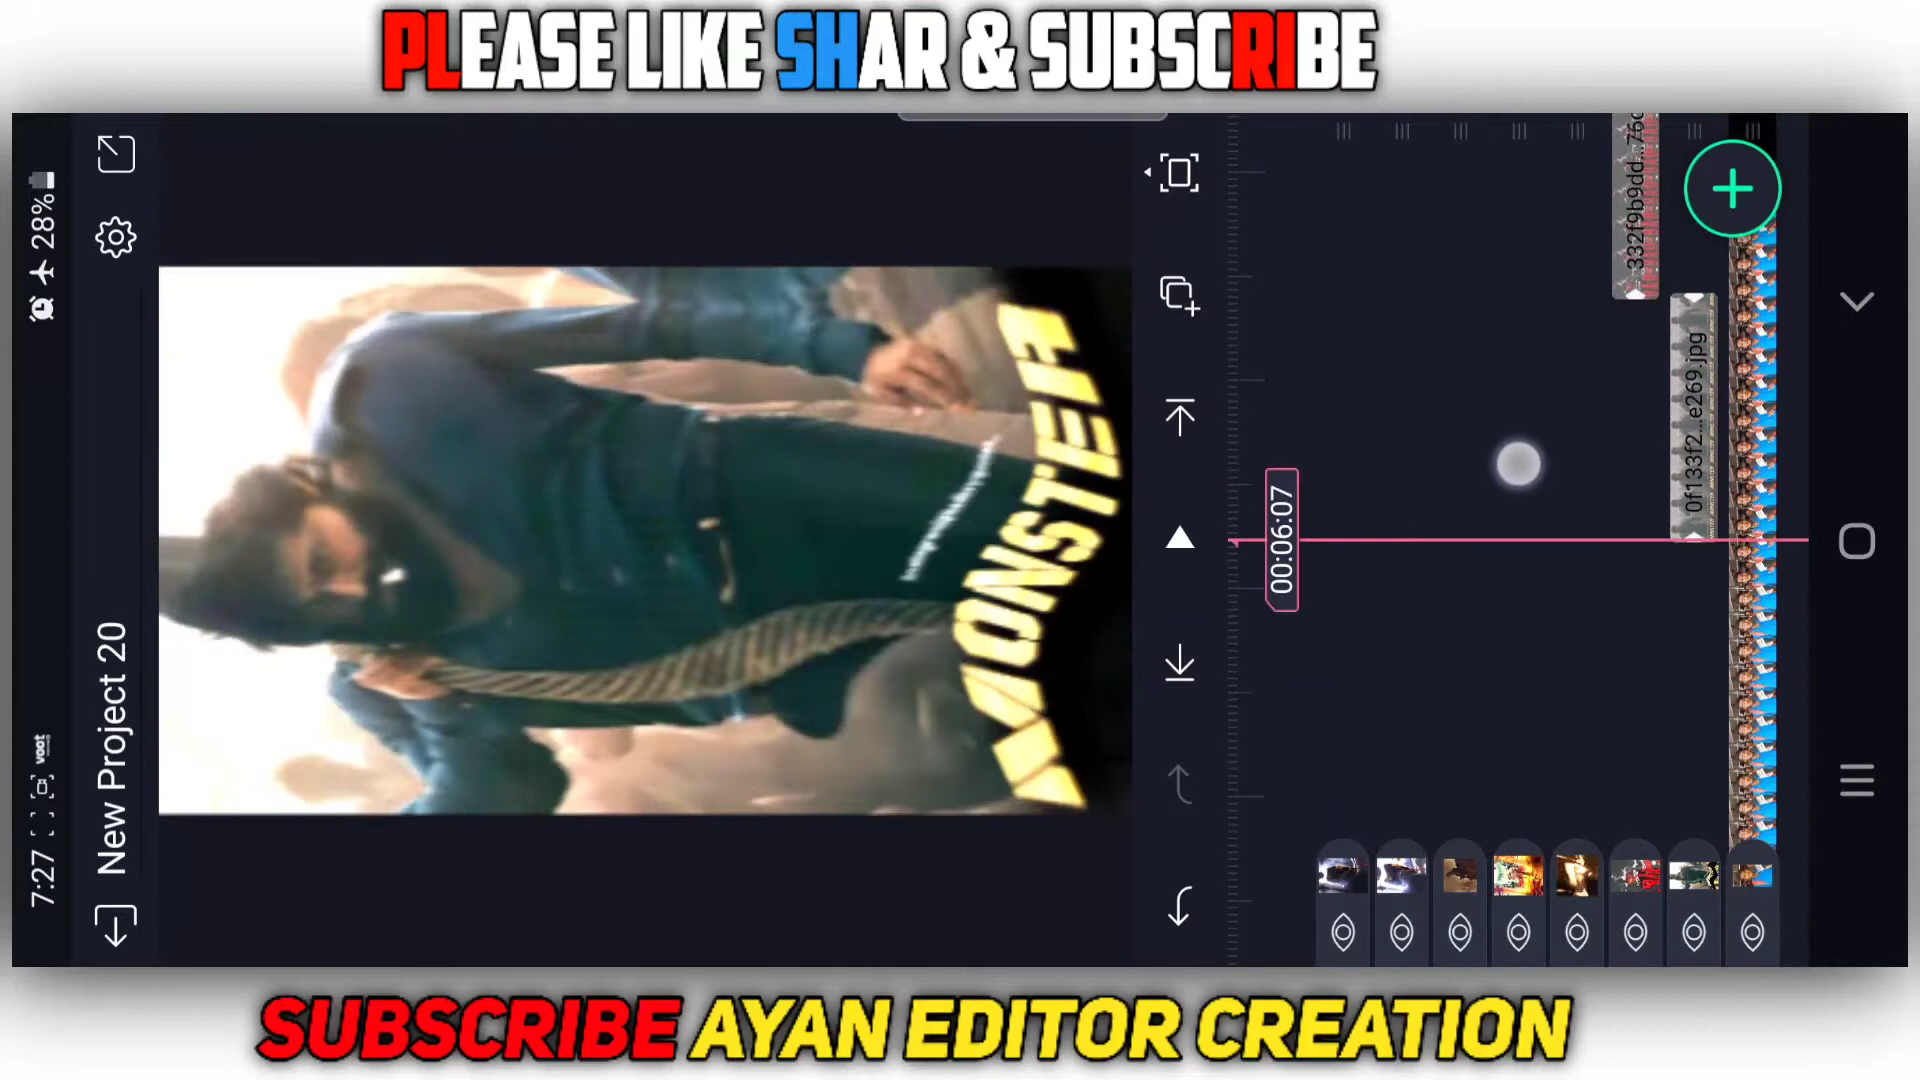 PLEASE LIKE SHAR & SUBSCRIBE
7:27
voot
28%
New Project 20
MONSTER
00:06:07
332f9b9dd...76c
0f133f2...e269.jpg
SUBSCRIBE AYAN EDITOR CREATION